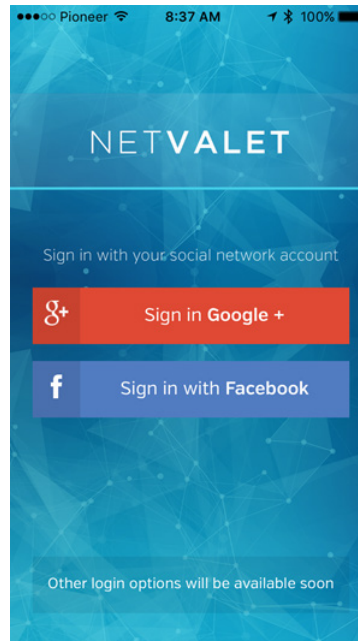 Pioneer 8:37 AM 100%
NETVALET
Sign in with your social network account
g+ Sign in Google +
f Sign in with Facebook
Other login options will be available soon